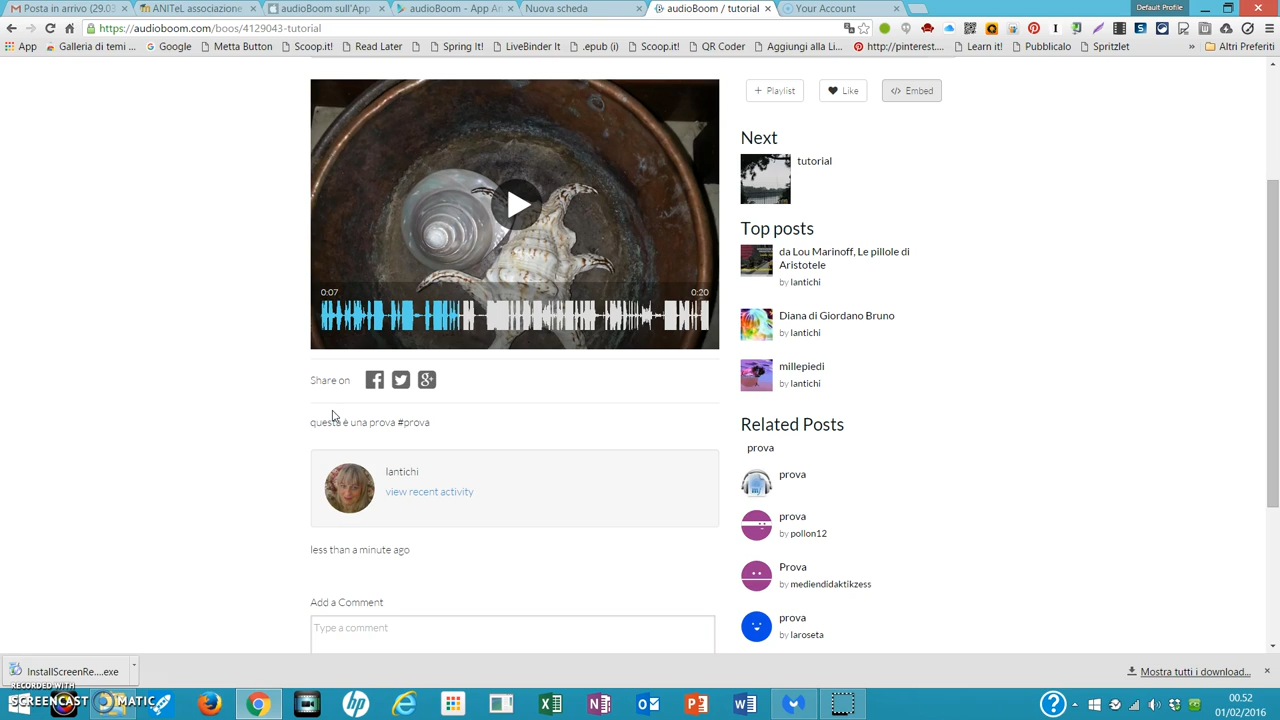 Posta in arrivo (29.03
ANITeL associazione
audioBoom sull'App
audioBoom - App An
Nuova scheda
audioBoom / tutorial
Your Account
Default Profile
https://audioboom.com/boos/4129043-tutorial
App
Galleria di temi ...
Google
Metta Button
Scoop.it!
Read Later
Spring It!
LiveBinder It
.epub (i)
Scoop.it!
QR Coder
Aggiungi alla Li...
http://pinterest....
Learn it!
Pubblicalo
Spritzlet
»
Altri Preferiti
+ Playlist
Like
</> Embed
Next
tutorial
Top posts
da Lou Marinoff, Le pillole di
Aristotele
by lantichi
Diana di Giordano Bruno
by lantichi
millepiedi
by lantichi
0:07
0:20
Share on
questa è una prova #prova
lantichi
view recent activity
less than a minute ago
Add a Comment
Type a comment
Related Posts
prova
prova
prova
by pollon12
Prova
by mediendidaktikzess
prova
by laroseta
InstallScreenRe....exe
Mostra tutti i download...
RECORDED WITH
SCREENCAST MATIC
00.52
01/02/2016